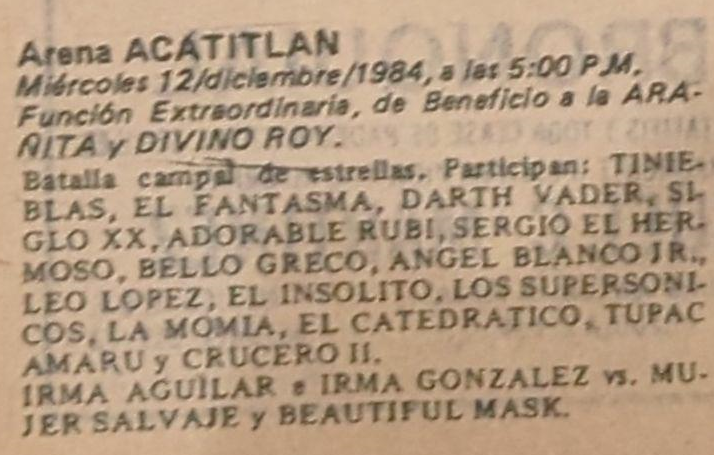 Arena ACATITLAN
Miércoles 12/diciembre/1984, a las 5:00 P.M.
Función Extraordinaria, de Beneficio a la ARA-
ÑITA y DIVINO ROY.
Batalla campal de estrellas. Participan: TINIE-
BLAS, EL FANTASMA, DARTH VADER, SI-
GLO XX, ADORABLE RUBI, SERGIO EL HER-
MOSO, BELLO GRECO, ANGEL BLANCO JR.,
LEO LOPEZ, EL INSOLITO, LOS SUPERSONI-
COS, LA MOMIA, EL CATEDRATICO, TUPAC
AMARU y CRUCERO II.
IRMA AGUILAR e IRMA GONZALEZ vs. MU-
JER SALVAJE y BEAUTIFUL MASK.